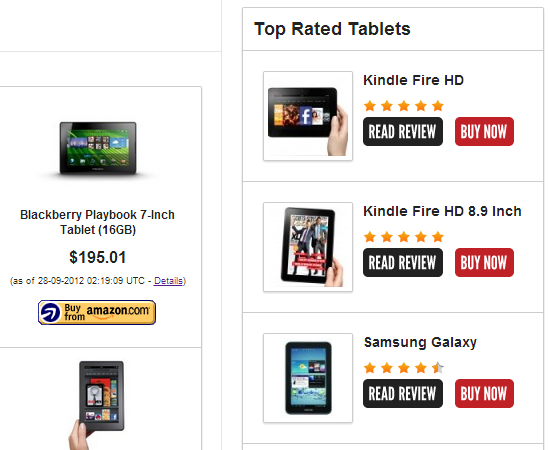 Top Rated Tablets
Kindle Fire HD
READ REVIEW BUY NOW
Kindle Fire HD 8.9 Inch
READ REVIEW BUY NOW
Samsung Galaxy
READ REVIEW BUY NOW
Blackberry Playbook 7-Inch
Tablet (16GB)
$195.01
(as of 28-09-2012 02:19:09 UTC - Details)
Buy
from amazon.com